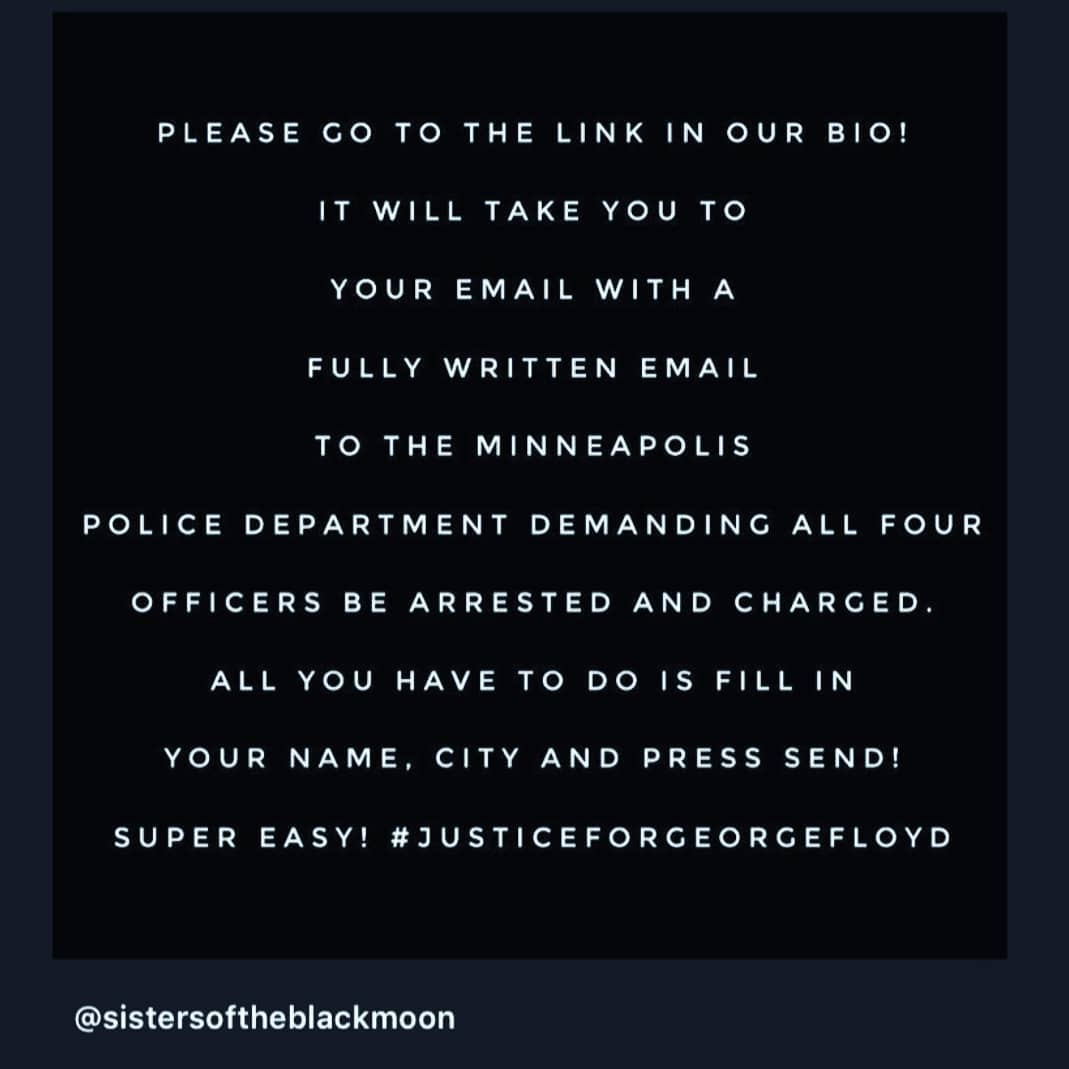 PLEASE GO TO THE LINK IN OUR BIO!
IT WILL TAKE YOU TO
YOUR EMAIL WITH A
FULLY WRITTEN EMAIL
TO THE MINNEAPOLIS
POLICE DEPARTMENT DEMANDING ALL FOUR
OFFICERS BE ARRESTED AND CHARGED.
ALL YOU HAVE TO DO IS FILL IN
YOUR NAME, CITY AND PRESS SEND!
SUPER EASY! #JUSTICEFORGEORGEFLOYD
@sistersoftheblackmoon